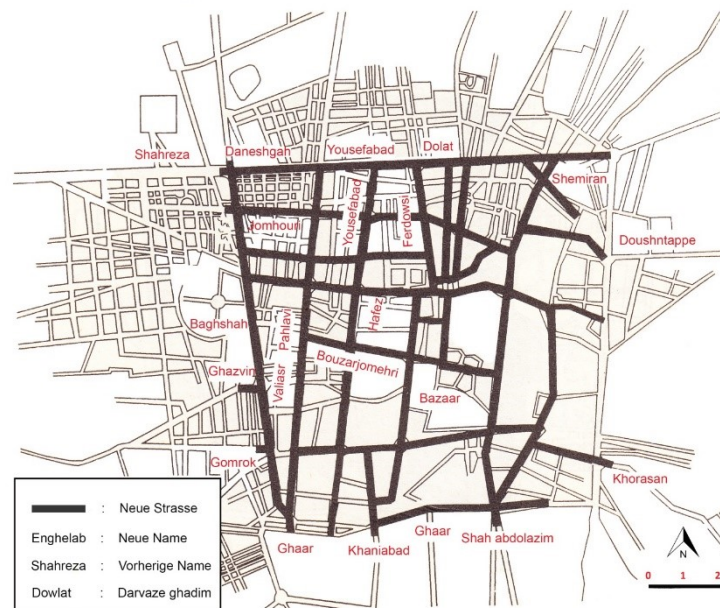 Shahreza
Daneshgah
Yousefabad
Dolat
Shemiran
Jomhouri
Yousefabad
Ferdowsi
Doushntappe
Baghshah
Pahlavi
Hafez
Ghazvin
Valiasr
Bouzarjomehri
Bazaar
Gomrok
Khorasan
Ghaar
Khaniabad
Ghaar
Shah abdolazim
: Neue Strasse
Enghelab : Neue Name
Shahreza : Vorherige Name
Dowlat : Darvaze ghadim
N
0 1 2